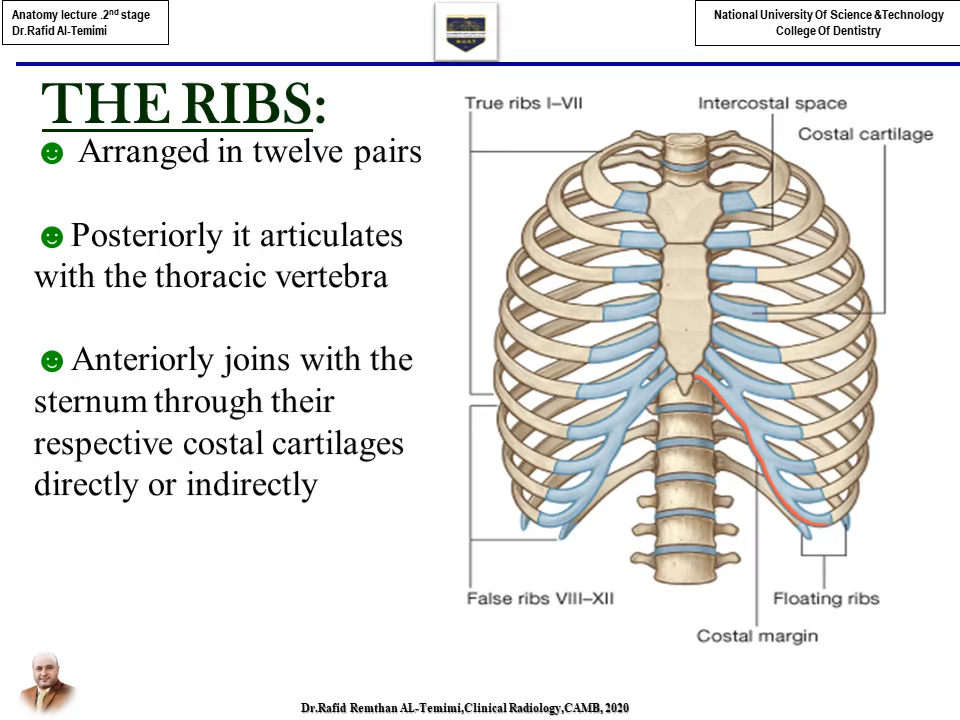 Anatomy lecture .2nd stage
Dr.Rafid Al-Temimi
National University Of Science &Technology
College Of Dentistry
THE RIBS:
Arranged in twelve pairs
Posteriorly it articulates
with the thoracic vertebra
Anteriorly joins with the
sternum through their
respective costal cartilages
directly or indirectly
True ribs I–VII
Intercostal space
Costal cartilage
False ribs VIII–XII
Floating ribs
Costal margin
Dr.Rafid Remthan AL-Temimi,Clinical Radiology,CAMB, 2020